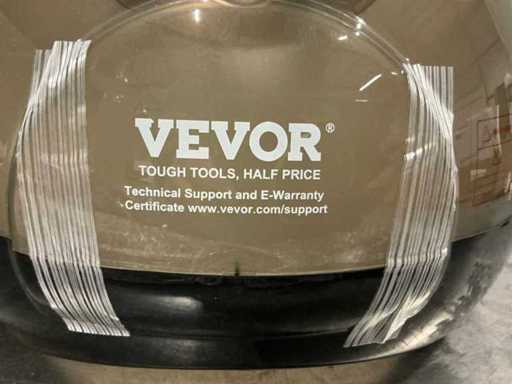 VEVOR®
TOUGH TOOLS, HALF PRICE
Technical Support and E-Warranty
Certificate www.vevor.com/support